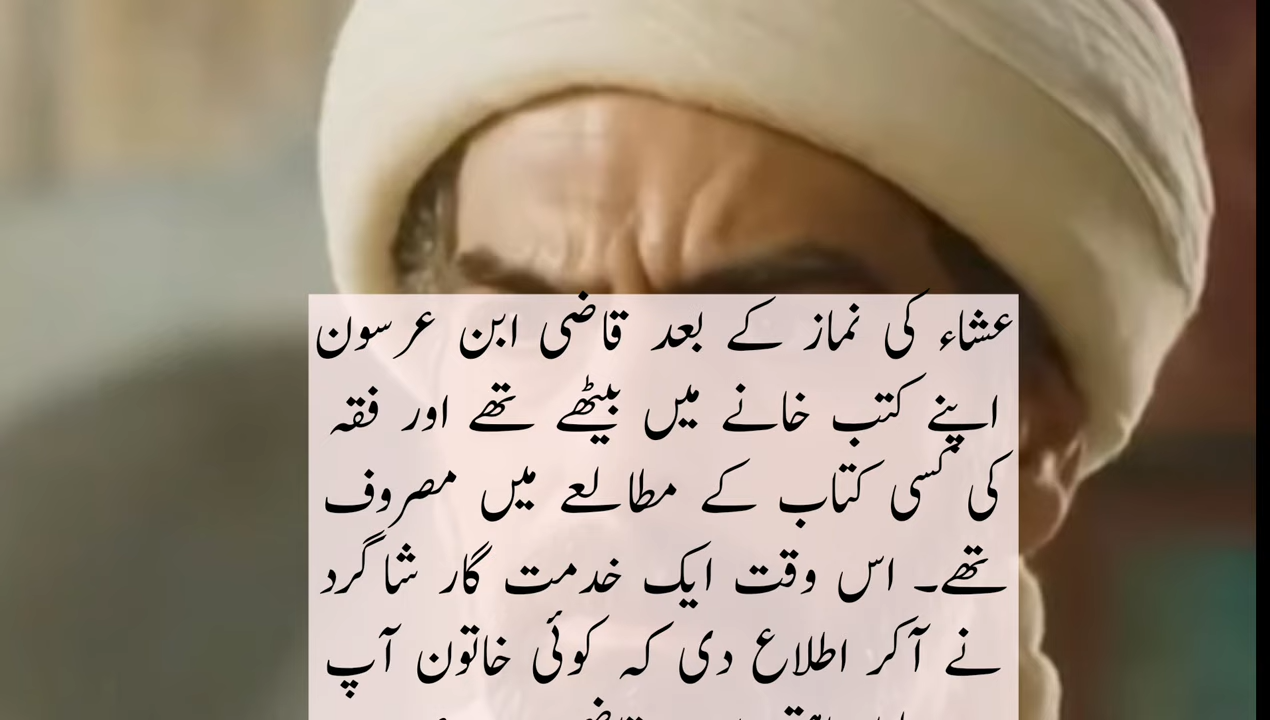 عشاء کی نماز کے بعد قاضی ابن عرسون
اپنے کتب خانے میں بیٹھے تھے اور فقہ
کی کسی کتاب کے مطالعے میں مصروف
تھے۔ اس وقت ایک خدمت گار شاگرد
نے آکر اطلاع دی کہ کوئی خاتون آپ